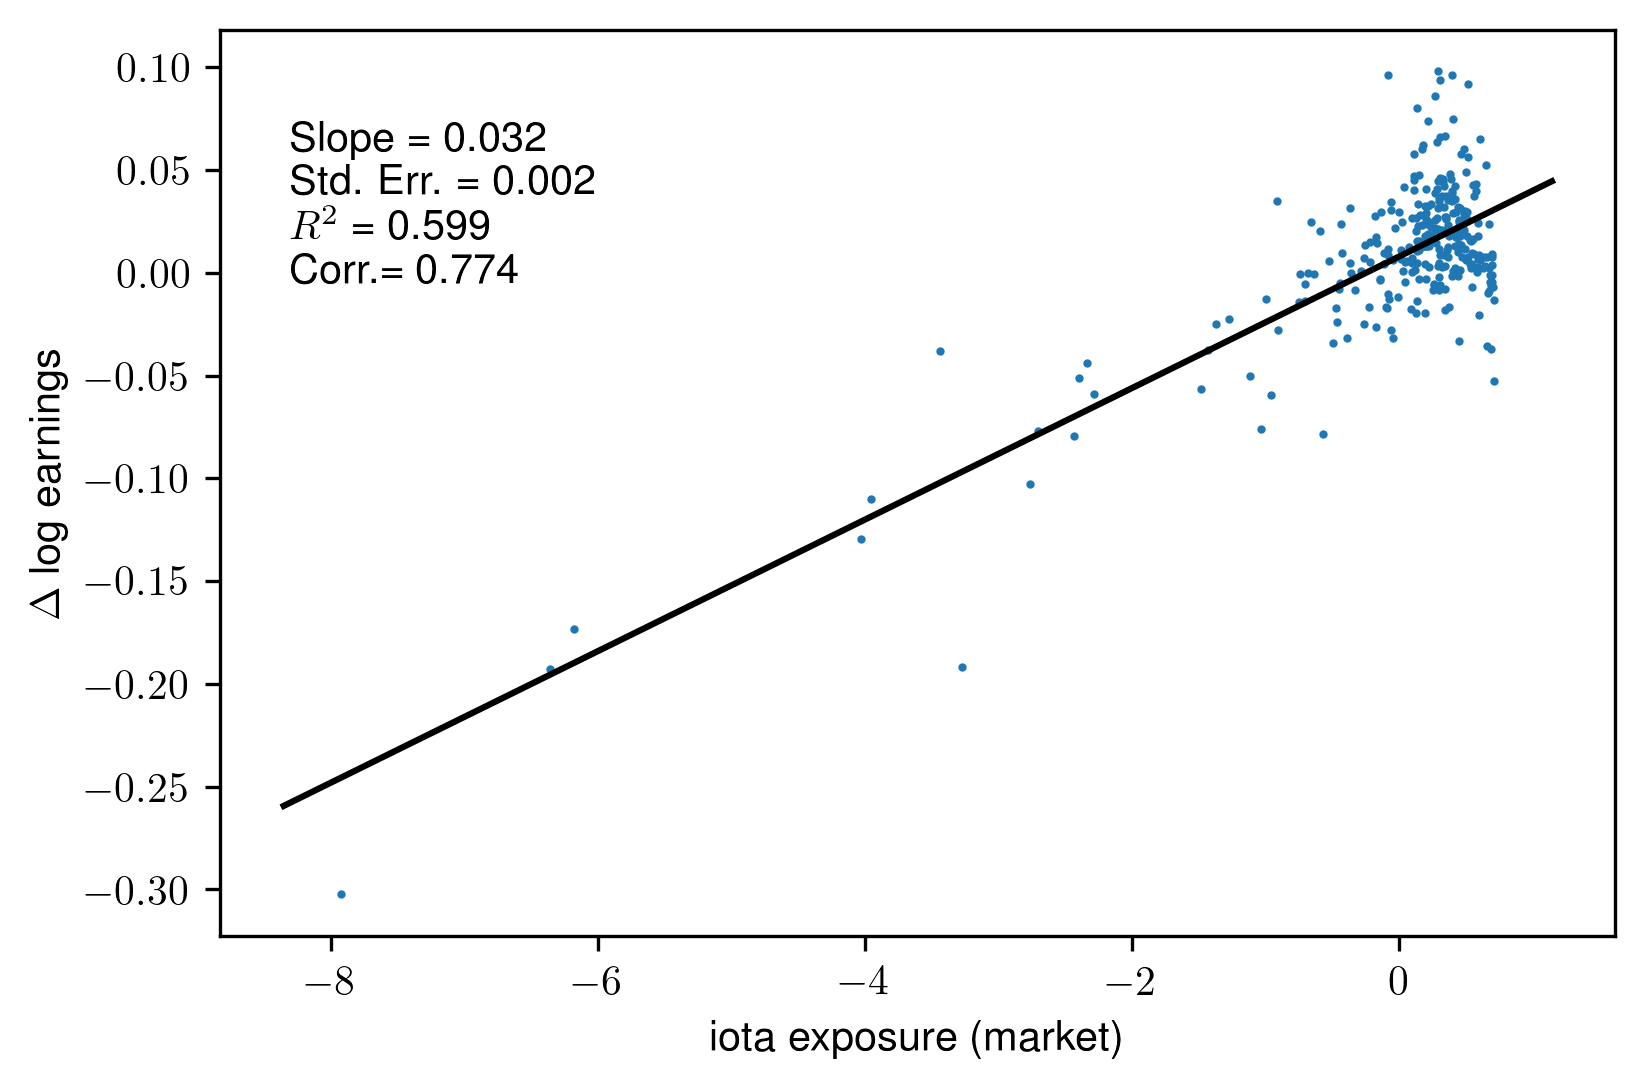 0.10
0.05
0.00
−0.05
−0.10
−0.15
−0.20
−0.25
−0.30
Δ log earnings
Slope = 0.032
Std. Err. = 0.002
R² = 0.599
Corr.= 0.774
−8 −6 −4 −2 0
iota exposure (market)